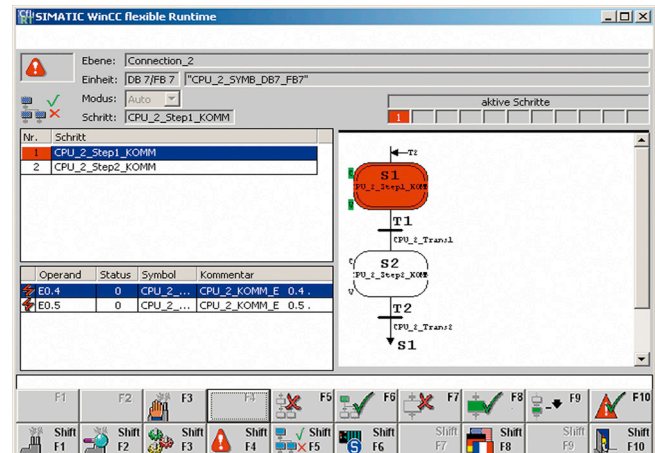 SIMATIC WinCC flexible Runtime
Ebene: Connection_2
Einheit: DB 7/FB 7 "CPU_2_SYMB_DB7_FB7"
Modus: Auto
aktive Schritte
Schritt: CPU_2_Step1_KOMM
1
Nr. Schritt
1 CPU_2_Step1_KOMM
2 CPU_2_Step2_KOMM
T2
S1
PU_2_Step1_KOM
T1
CPU_2_Trans1
C
S2
PU_2_Step2_KOM
V
T2
CPU_2_Trans2
S1
Operand Status Symbol Kommentar
E0.4 0 CPU_2_... CPU_2_KOMM_E 0.4 .
E0.5 0 CPU_2_... CPU_2_KOMM_E 0.5 .
F1 F2 F3 F4 F5 F6 F7 F8 F9 F10
Shift F1 Shift F2 Shift F3 Shift F4 Shift F5 Shift F6 Shift F7 Shift F8 Shift F9 Shift F10